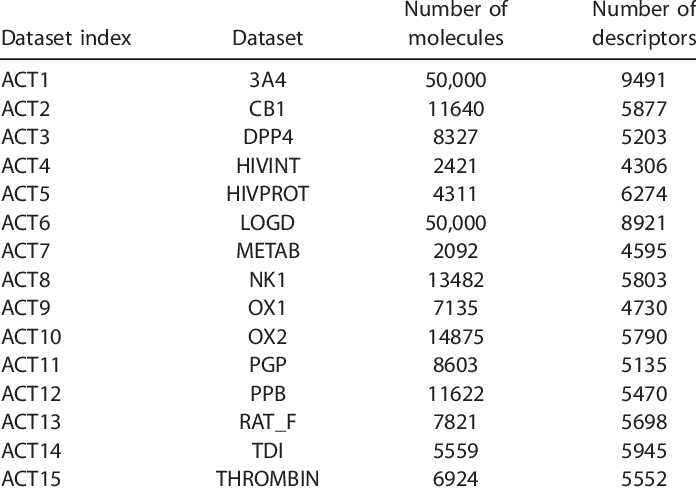 Number of Number of
Dataset index Dataset molecules descriptors
ACT1 3A4 50,000 9491
ACT2 CB1 11640 5877
ACT3 DPP4 8327 5203
ACT4 HIVINT 2421 4306
ACT5 HIVPROT 4311 6274
ACT6 LOGD 50,000 8921
ACT7 METAB 2092 4595
ACT8 NK1 13482 5803
ACT9 OX1 7135 4730
ACT10 OX2 14875 5790
ACT11 PGP 8603 5135
ACT12 PPB 11622 5470
ACT13 RAT_F 7821 5698
ACT14 TDI 5559 5945
ACT15 THROMBIN 6924 5552